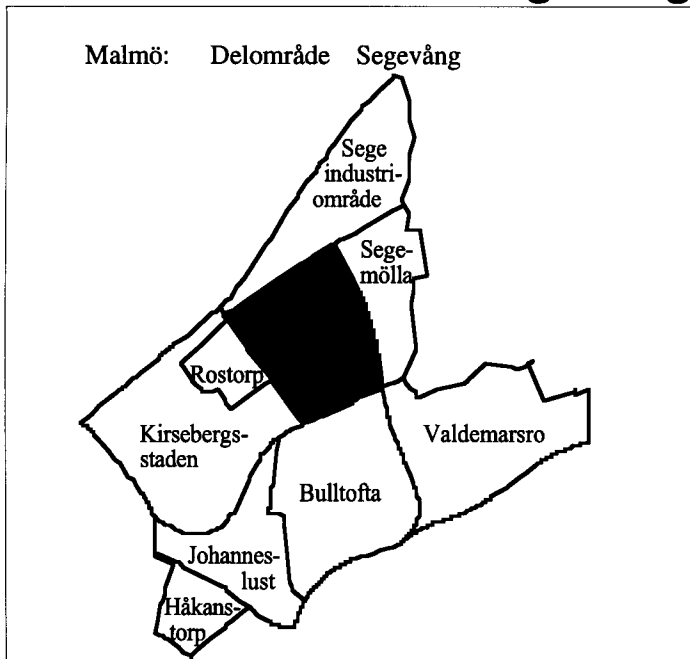 Malmö: Delområde Segevång
Sege
industri-
område
Sege-
mölla
Rostorp
Kirsebergs-
staden
Valdemarsro
Bulltofta
Johannes-
lust
Håkans-
torp